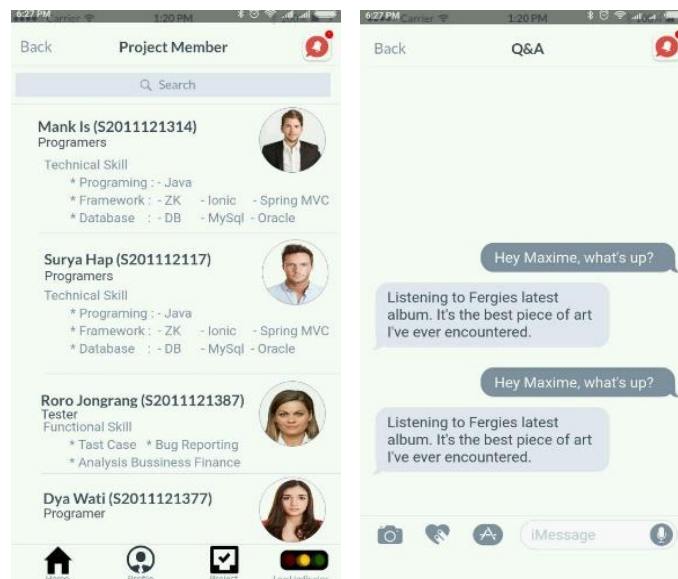 6:27 PM
Carrier
1:20 PM
Back
Project Member
Search
Mank Is (S2011121314)
Programers
Technical Skill
* Programing : - Java
* Framework : - ZK - Ionic - Spring MVC
* Database : - DB - MySql - Oracle
Surya Hap (S201112117)
Programers
Technical Skill
* Programing : - Java
* Framework : - ZK - Ionic - Spring MVC
* Database : - DB - MySql - Oracle
Roro Jongrang (S2011121387)
Tester
Functional Skill
* Tast Case * Bug Reporting
* Analysis Bussiness Finance
Dya Wati (S2011121377)
Programer
Home
Profile
Project
6:27 PM
Carrier
1:20 PM
Back
Q&A
Hey Maxime, what's up?
Listening to Fergies latest
album. It's the best piece of art
I've ever encountered.
Hey Maxime, what's up?
Listening to Fergies latest
album. It's the best piece of art
I've ever encountered.
iMessage